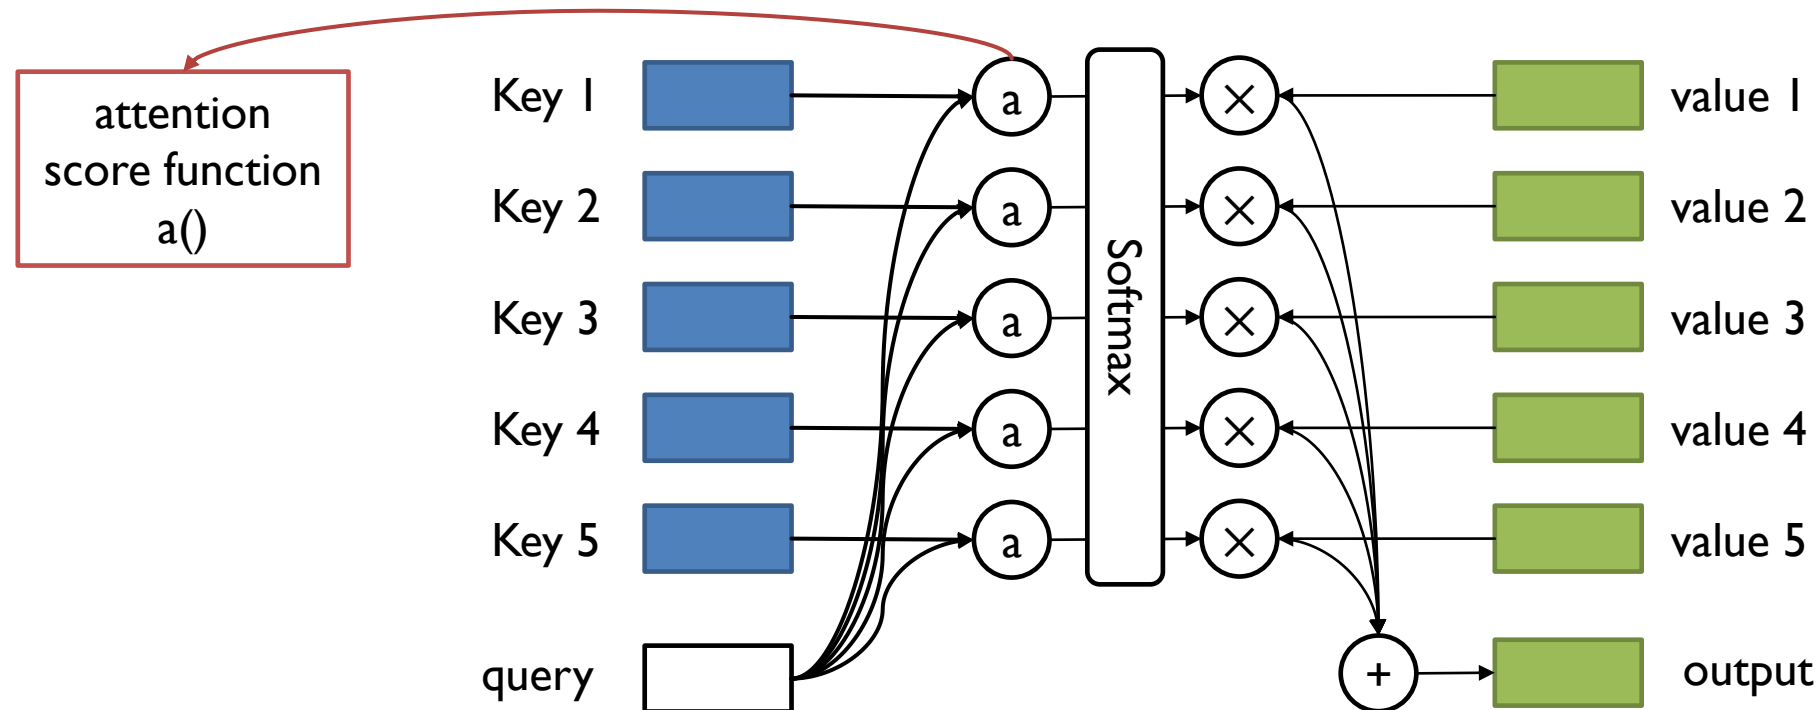 attention
score function
a()
Key 1
a
×
value 1
Key 2
a
×
value 2
Softmax
Key 3
a
×
value 3
Key 4
a
×
value 4
Key 5
a
×
value 5
query
+
output